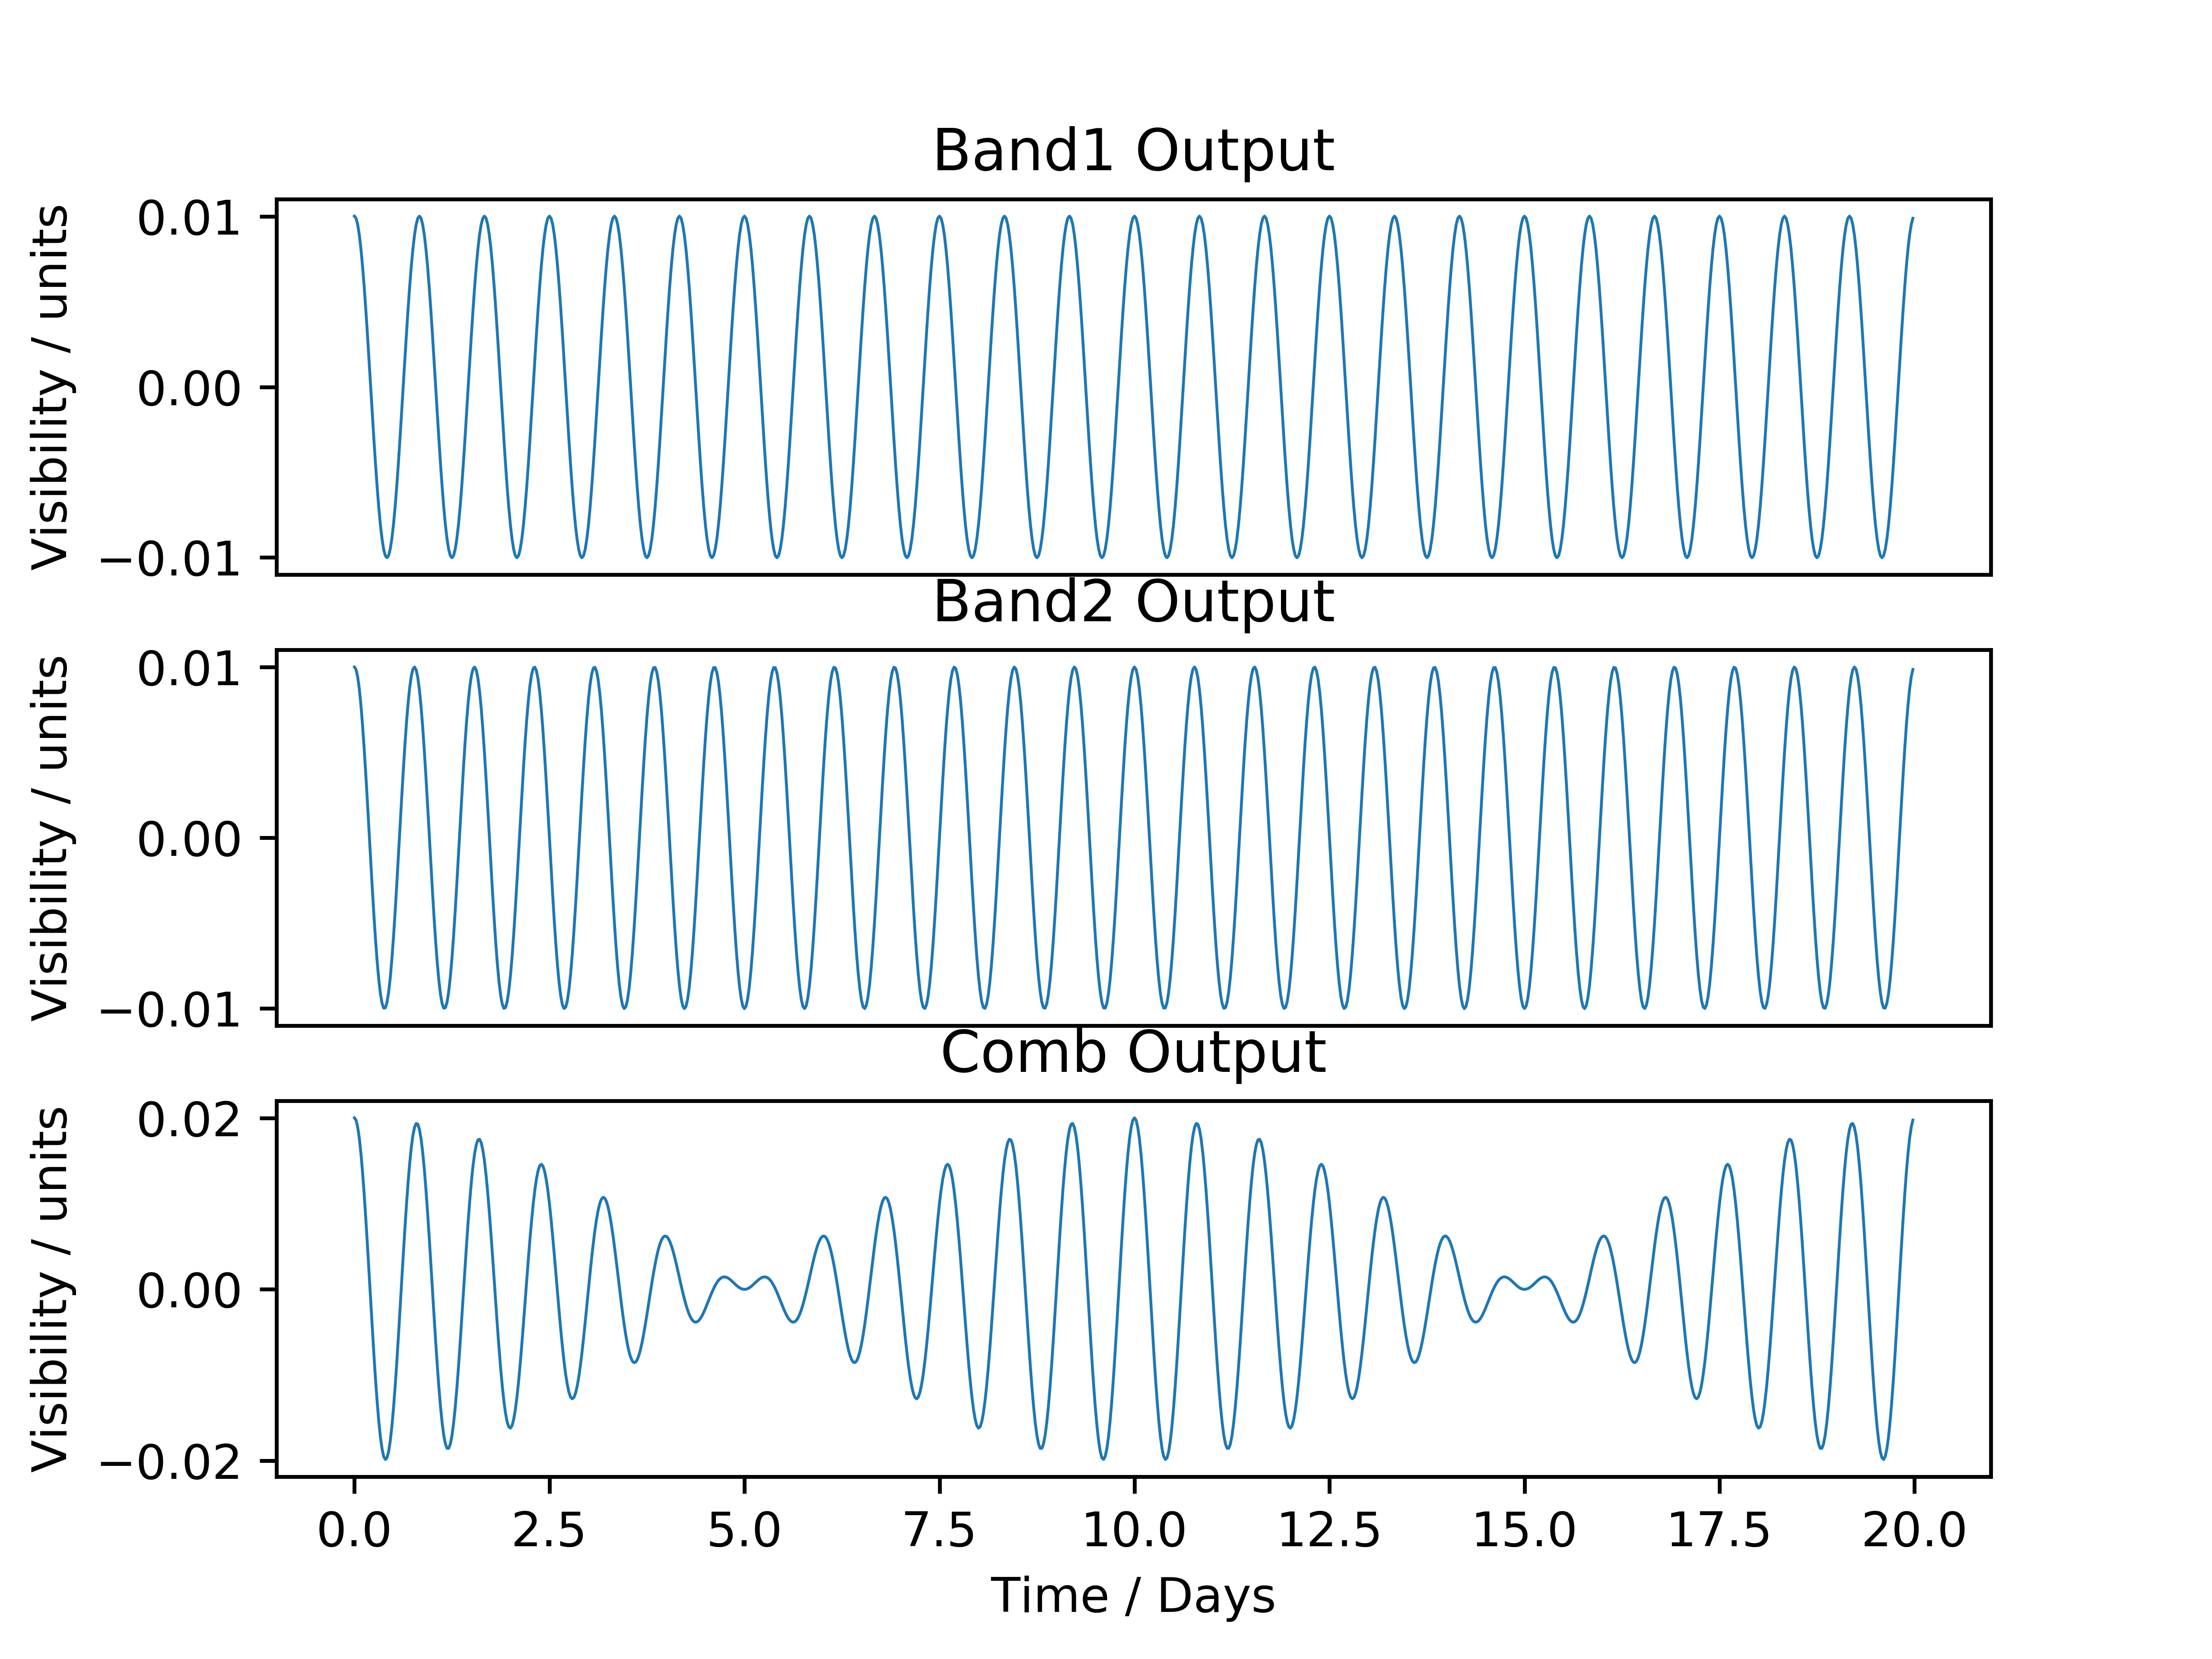 Band1 Output
Visibility / units
0.01
0.00
−0.01
Band2 Output
Visibility / units
0.01
0.00
−0.01
Comb Output
Visibility / units
0.02
0.00
−0.02
0.0 2.5 5.0 7.5 10.0 12.5 15.0 17.5 20.0
Time / Days